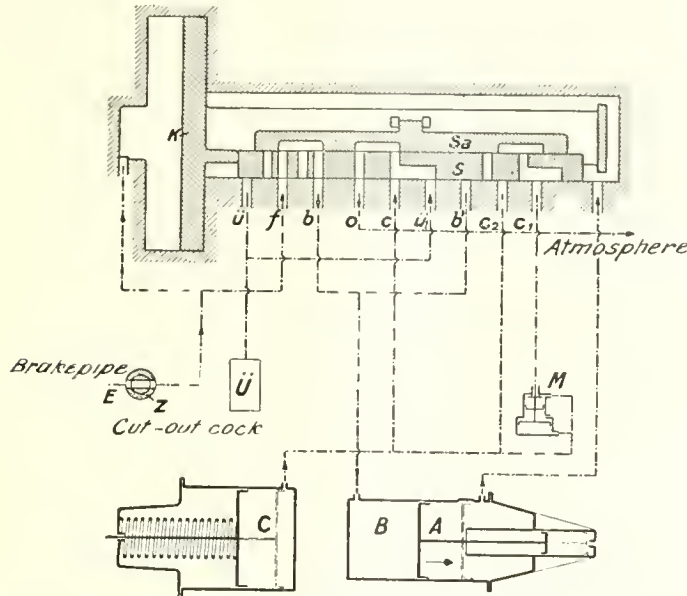 K
Sa
S
ü f b o c ü b c₂ c₁
Atmosphere
Brakepipe
E
Z
Cut-out cock
Ü
M
C
B
A